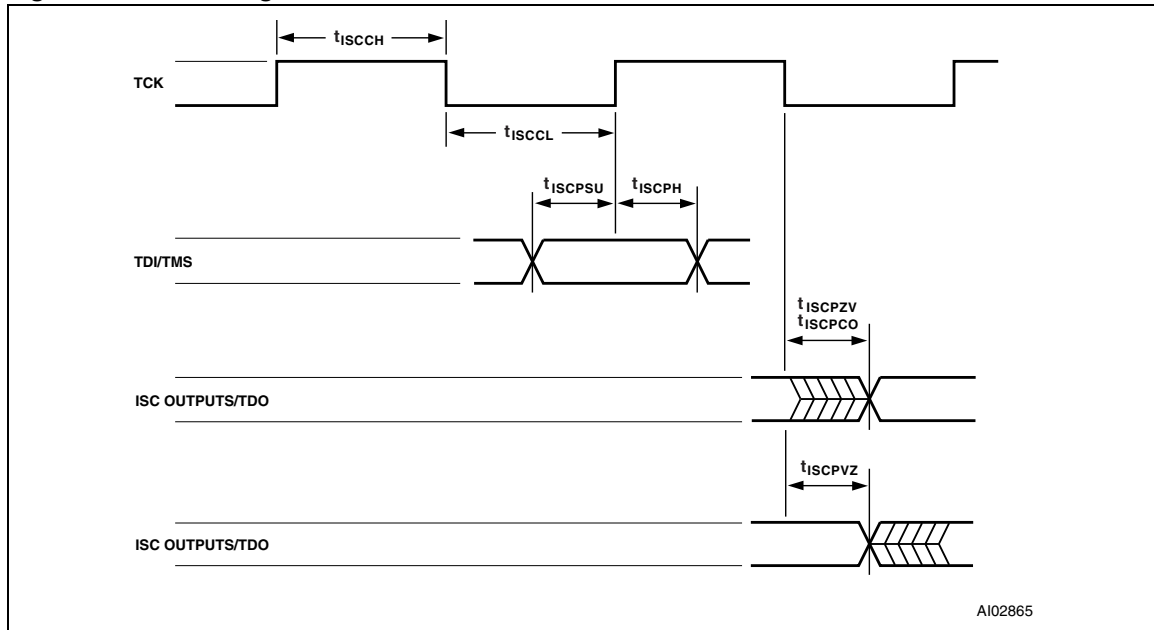 tISCCH
TCK
tISCCL
tISCPSU
tISCPH
TDI/TMS
tISCPZV
tISCPCO
ISC OUTPUTS/TDO
tISCPVZ
ISC OUTPUTS/TDO
AI02865